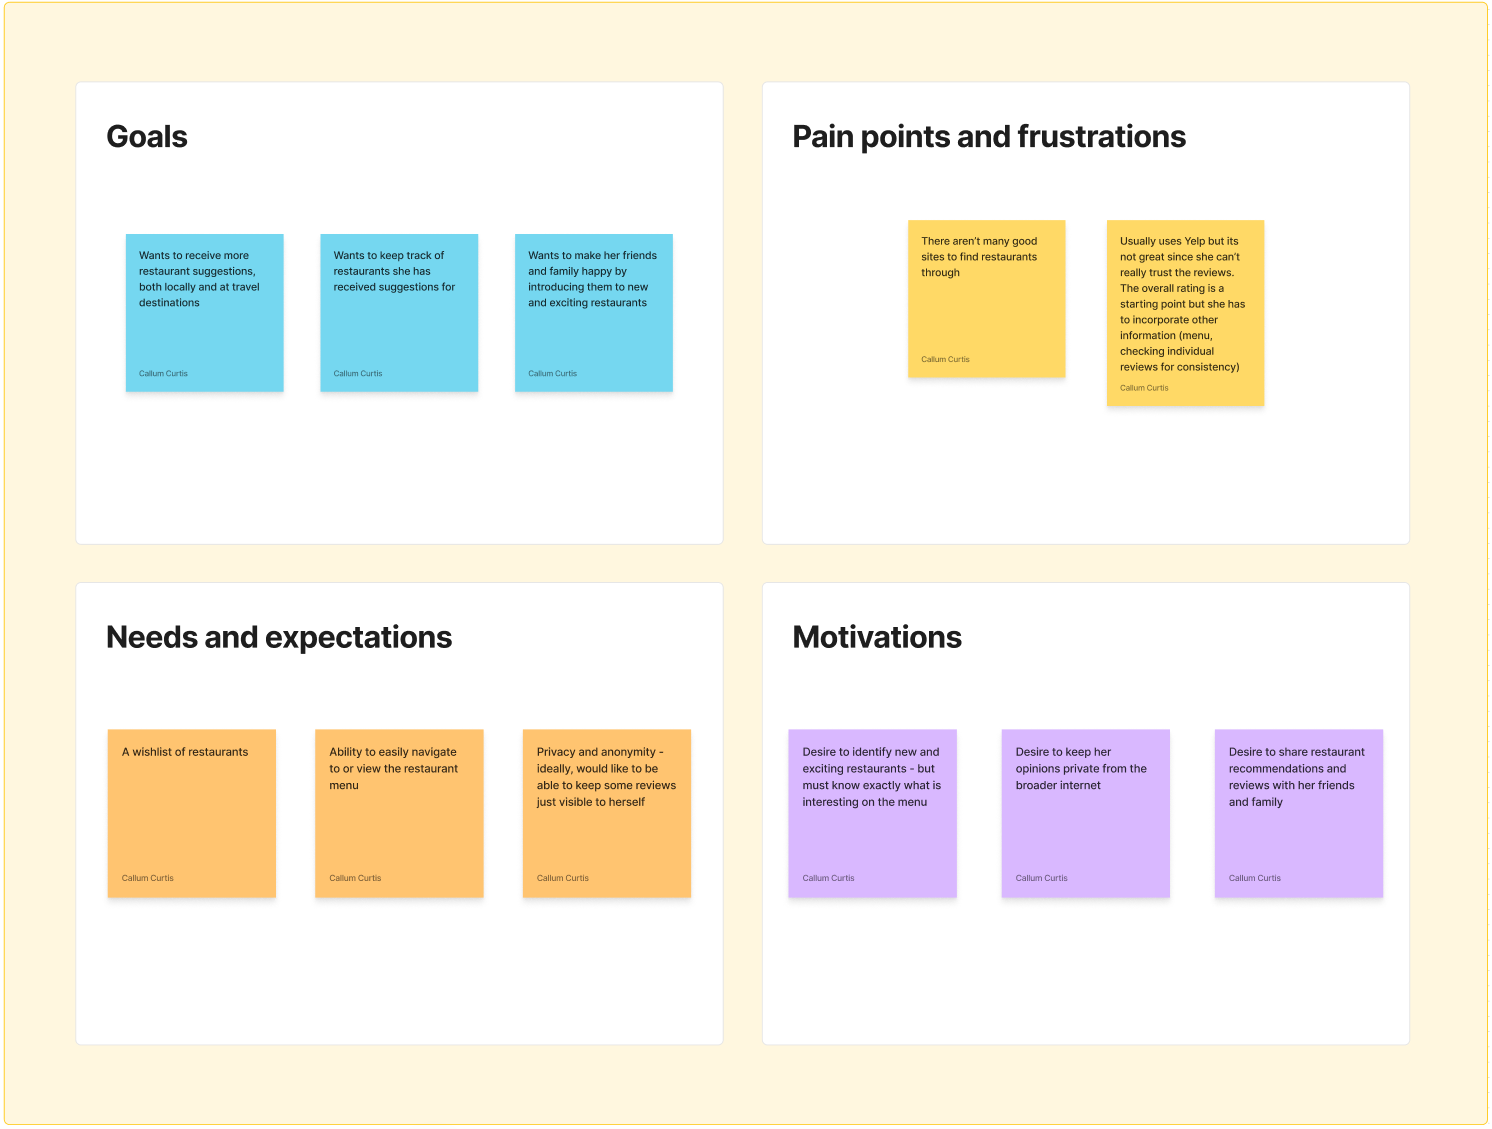 Goals
Wants to receive more
restaurant suggestions,
both locally and at travel
destinations
Callum Curtis
Wants to keep track of
restaurants she has
received suggestions for
Callum Curtis
Wants to make her friends
and family happy by
introducing them to new
and exciting restaurants
Callum Curtis
Pain points and frustrations
There aren't many good
sites to find restaurants
through
Callum Curtis
Usually uses Yelp but its
not great since she can't
really trust the reviews.
The overall rating is a
starting point but she has
to incorporate other
information (menu,
checking individual
reviews for consistency)
Callum Curtis
Needs and expectations
A wishlist of restaurants
Callum Curtis
Ability to easily navigate
to or view the restaurant
menu
Callum Curtis
Privacy and anonymity -
ideally, would like to be
able to keep some reviews
just visible to herself
Callum Curtis
Motivations
Desire to identify new and
exciting restaurants - but
must know exactly what is
interesting on the menu
Callum Curtis
Desire to keep her
opinions private from the
broader internet
Callum Curtis
Desire to share restaurant
recommendations and
reviews with her friends
and family
Callum Curtis